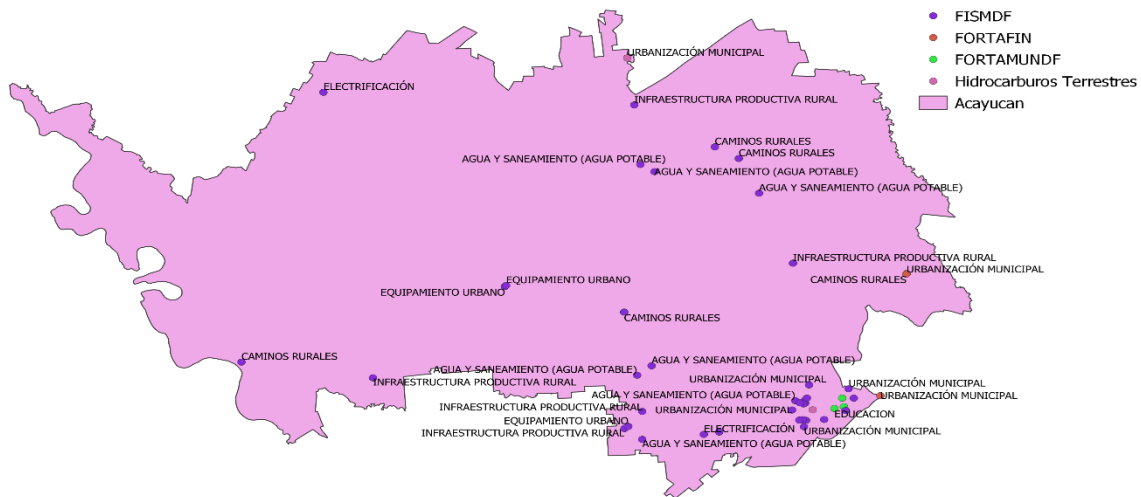 FISMDF
FORTAFIN
FORTAMUNDF
Hidrocarburos Terrestres
Acayucan
URBANIZACIÓN MUNICIPAL
ELECTRIFICACIÓN
INFRAESTRUCTURA PRODUCTIVA RURAL
CAMINOS RURALES
CAMINOS RURALES
AGUA Y SANEAMIENTO (AGUA POTABLE)
AGUA Y SANEAMIENTO (AGUA POTABLE)
AGUA Y SANEAMIENTO (AGUA POTABLE)
INFRAESTRUCTURA PRODUCTIVA RURAL
URBANIZACIÓN MUNICIPAL
CAMINOS RURALES
EQUIPAMIENTO URBANO
EQUIPAMIENTO URBANO
CAMINOS RURALES
CAMINOS RURALES
AGUA Y SANEAMIENTO (AGUA POTABLE)
AGUA Y SANEAMIENTO (AGUA POTABLE)
INFRAESTRUCTURA PRODUCTIVA RURAL
URBANIZACIÓN MUNICIPAL
URBANIZACIÓN MUNICIPAL
AGUA Y SANEAMIENTO (AGUA POTABLE)
URBANIZACIÓN MUNICIPAL
INFRAESTRUCTURA PRODUCTIVA RURAL
URBANIZACIÓN MUNICIPAL
EDUCACION
EQUIPAMIENTO URBANO
ELECTRIFICACIÓN
INFRAESTRUCTURA PRODUCTIVA RURAL
URBANIZACIÓN MUNICIPAL
AGUA Y SANEAMIENTO (AGUA POTABLE)